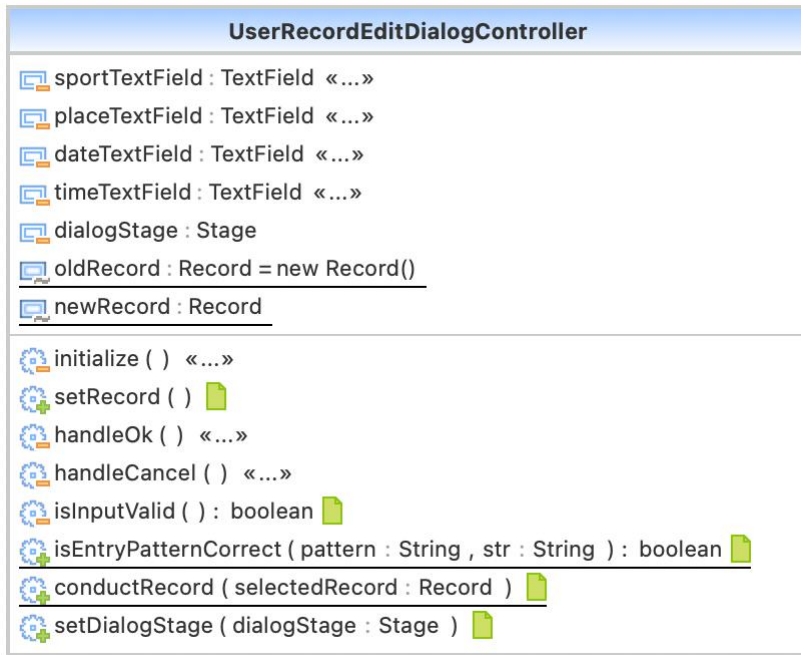 UserRecordEditDialogController
sportTextField : TextField «...»
placeTextField : TextField «...»
dateTextField : TextField «...»
timeTextField : TextField «...»
dialogStage : Stage
oldRecord : Record = new Record()
newRecord : Record
initialize ( ) «...»
setRecord ( )
handleOk ( ) «...»
handleCancel ( ) «...»
isInputValid ( ) : boolean
isEntryPatternCorrect ( pattern : String , str : String ) : boolean
conductRecord ( selectedRecord : Record )
setDialogStage ( dialogStage : Stage )